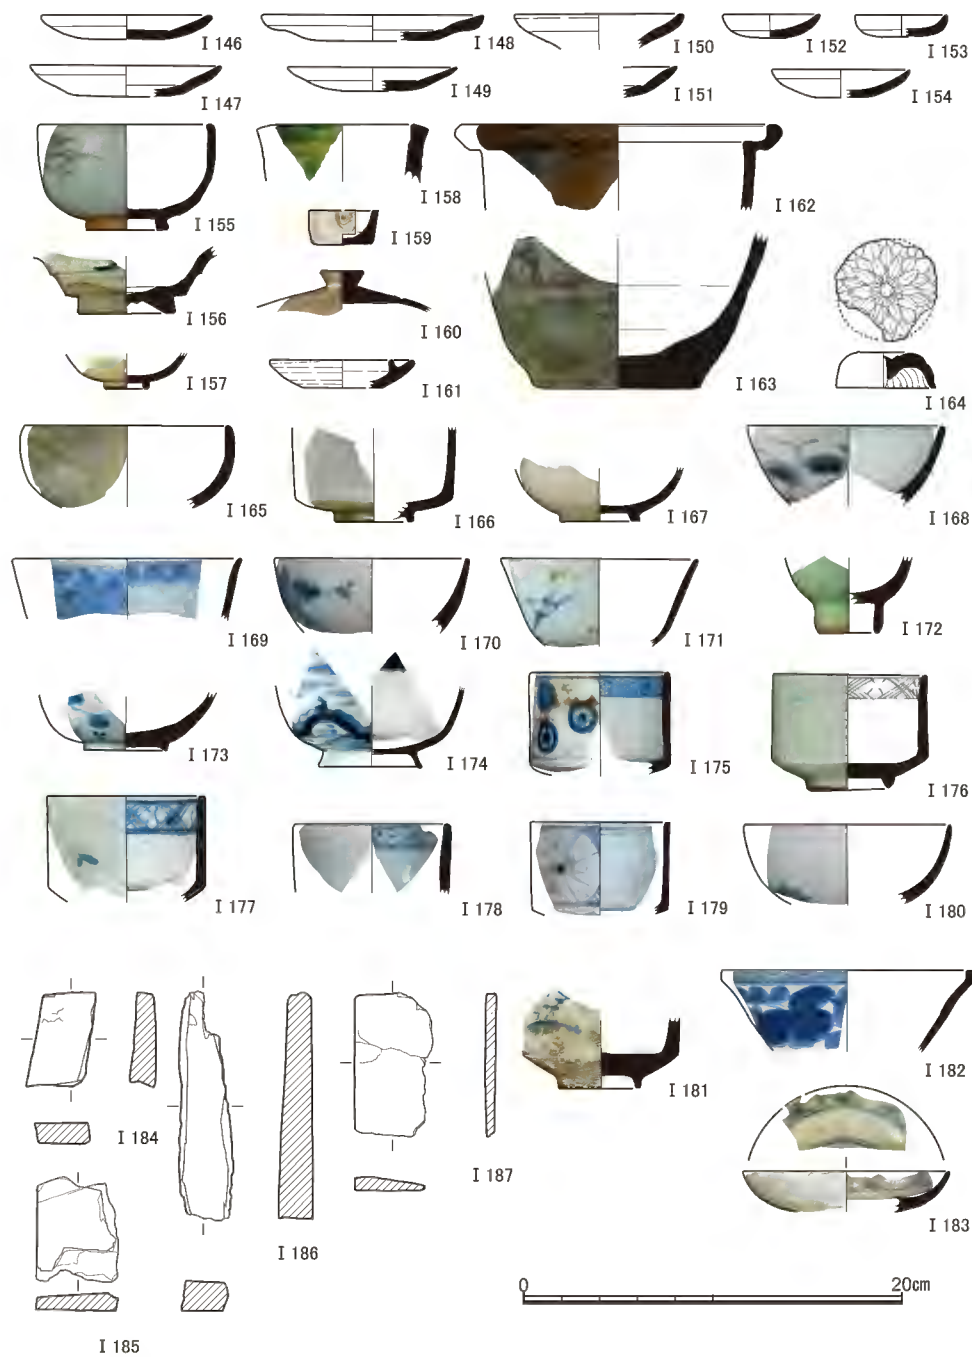 I 146
I 148
I 150
I 152
I 153
I 147
I 149
I 151
I 154
I 155
I 158
I 162
I 159
I 156
I 160
I 157
I 161
I 163
I 164
I 165
I 166
I 167
I 168
I 169
I 170
I 171
I 172
I 173
I 174
I 175
I 176
I 177
I 178
I 179
I 180
I 184
I 187
I 181
I 182
I 186
I 183
0 20cm
I 185